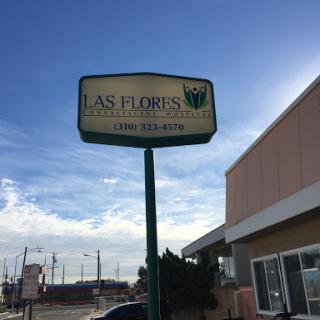 LAS FLORES
CONVALESCENT HOSPITAL
(310) 323-4570